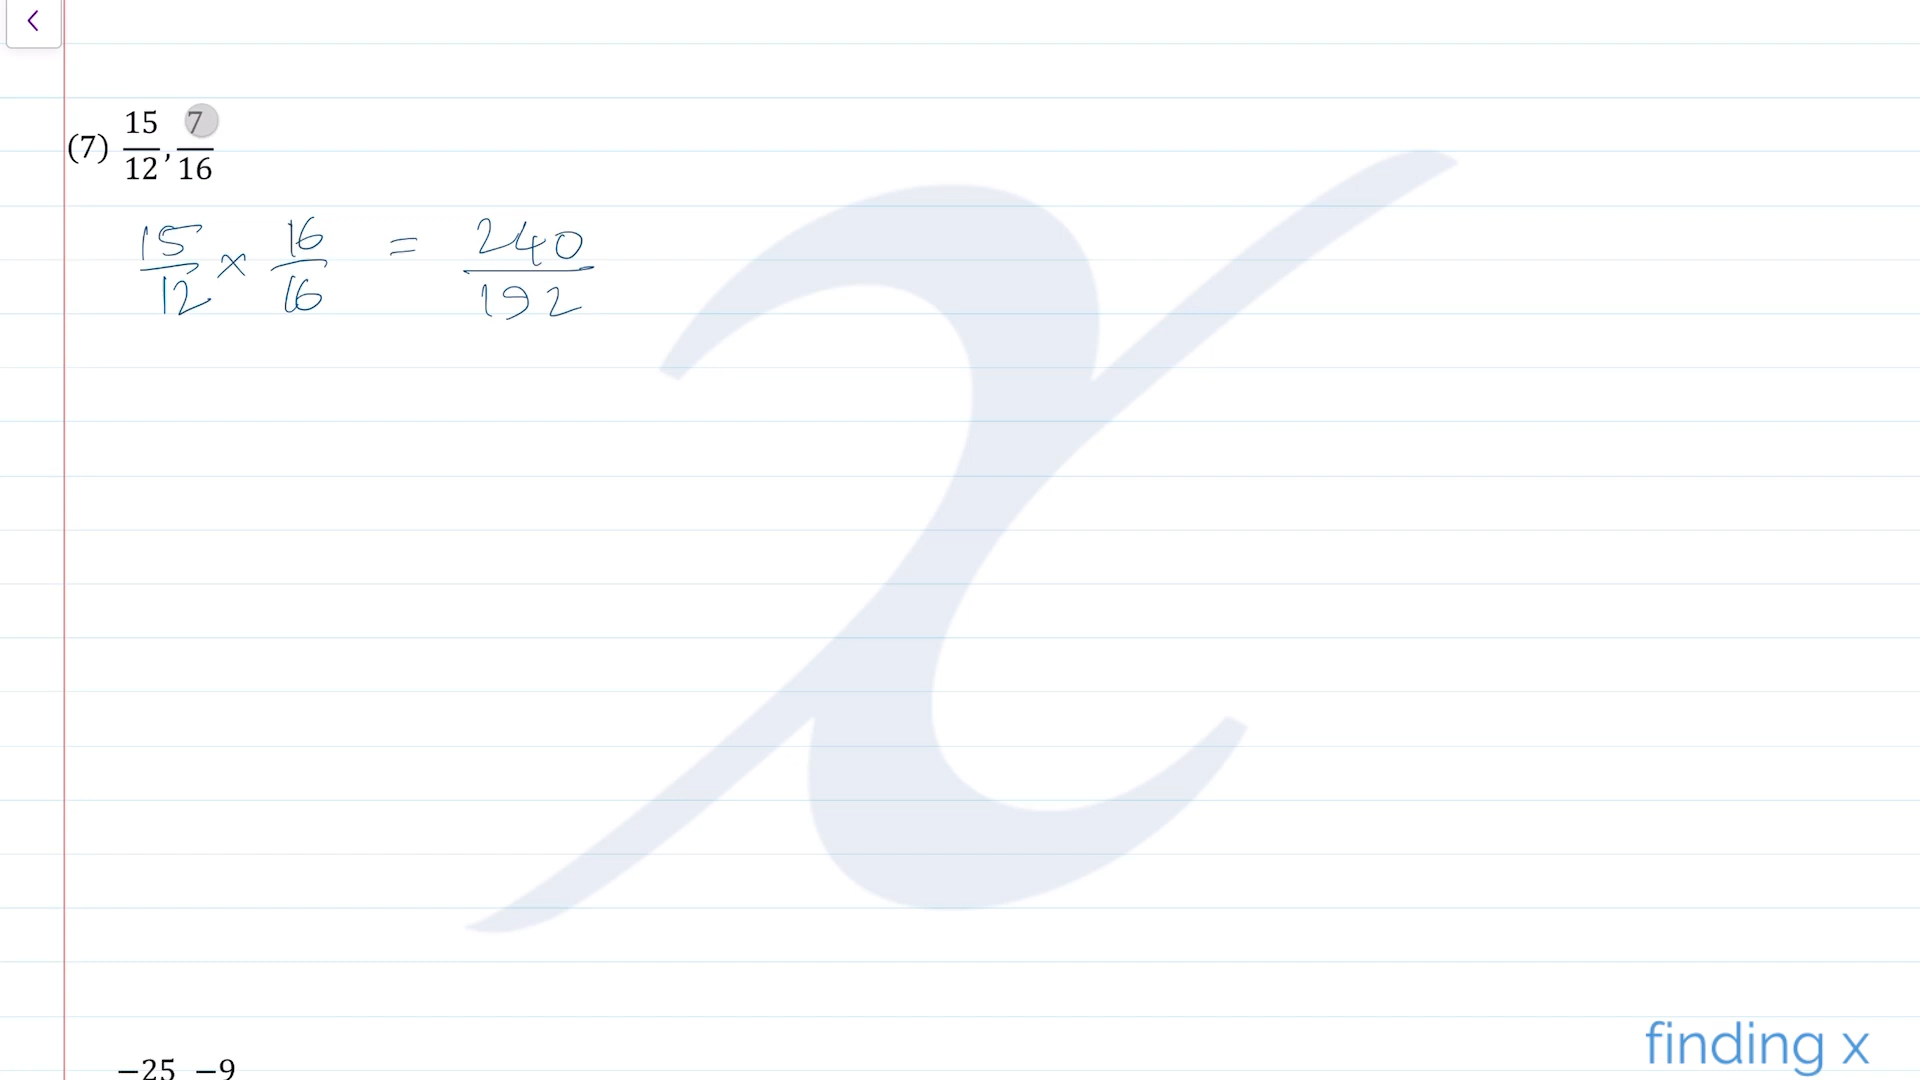 (7) 15/12, 7/16
15/12 × 16/16 = 240/192
−25 −9
finding x